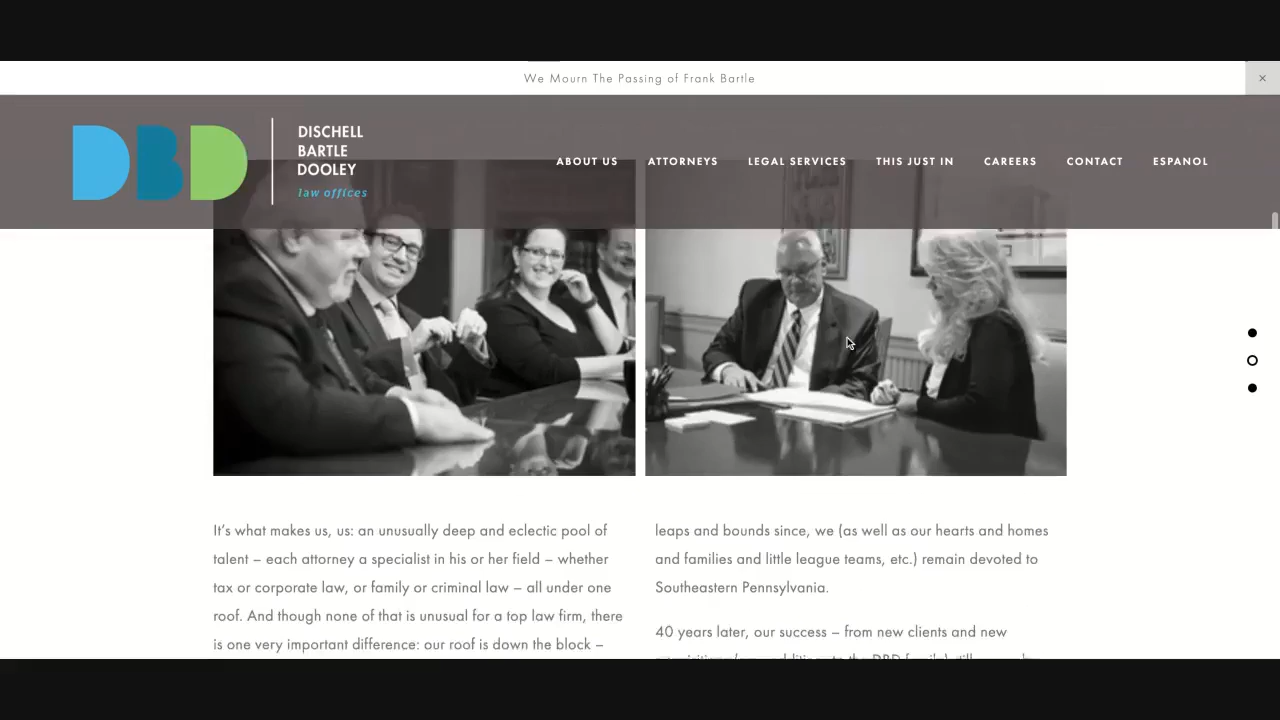 We Mourn The Passing of Frank Bartle
×
DBD
DISCHELL
BARTLE
DOOLEY
law offices
ABOUT US
ATTORNEYS
LEGAL SERVICES
THIS JUST IN
CAREERS
CONTACT
ESPANOL
It's what makes us, us: an unusually deep and eclectic pool of
talent – each attorney a specialist in his or her field – whether
tax or corporate law, or family or criminal law – all under one
roof. And though none of that is unusual for a top law firm, there
is one very important difference: our roof is down the block –
leaps and bounds since, we (as well as our hearts and homes
and families and little league teams, etc.) remain devoted to
Southeastern Pennsylvania.
40 years later, our success – from new clients and new